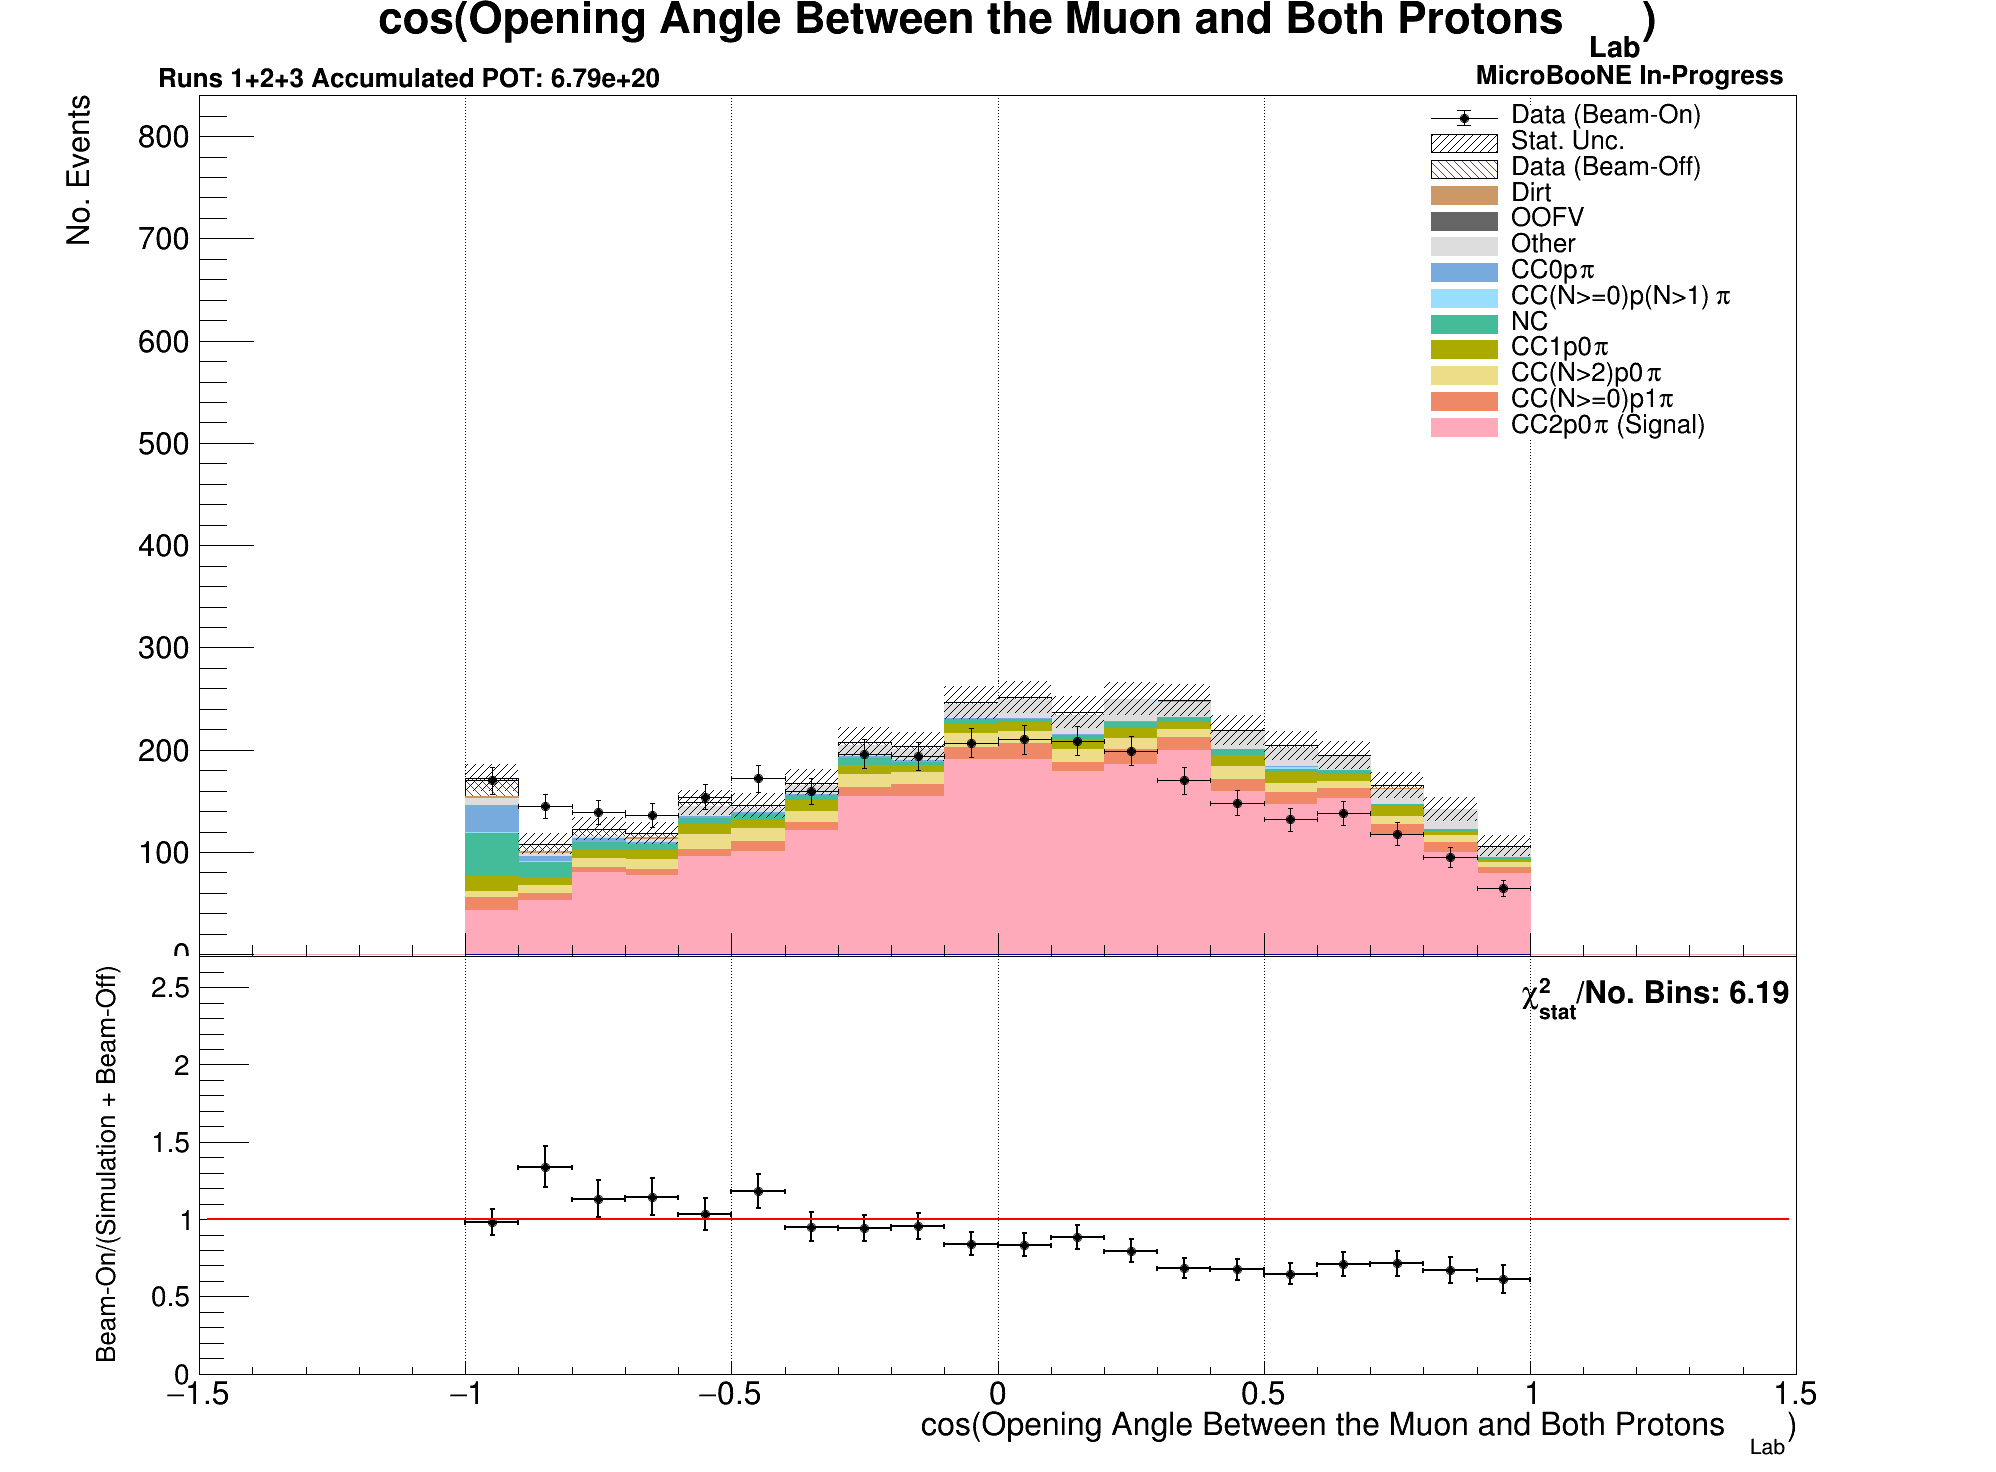 cos(Opening Angle Between the Muon and Both Protons Lab)
Runs 1+2+3 Accumulated POT: 6.79e+20
MicroBooNE In-Progress
No. Events
800
700
600
500
400
300
200
100
0
Data (Beam-On)
Stat. Unc.
Data (Beam-Off)
Dirt
OOFV
Other
CC0pπ
CC(N>=0)p(N>1) π
NC
CC1p0π
CC(N>2)p0π
CC(N>=0)p1π
CC2p0π (Signal)
Beam-On/(Simulation + Beam-Off)
2.5
2
1.5
1
0.5
0
χ²stat/No. Bins: 6.19
−1.5 −1 −0.5 0 0.5 1 1.5
cos(Opening Angle Between the Muon and Both Protons Lab)